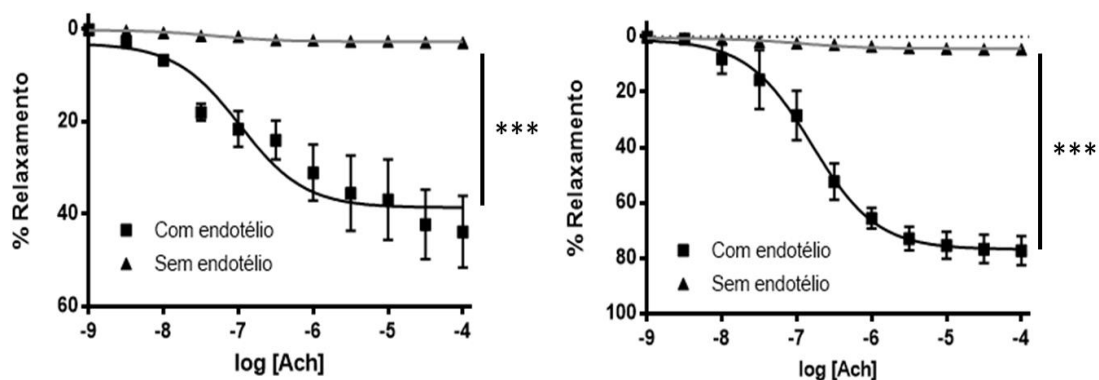 % Relaxamento
0
20
40
60
-9 -8 -7 -6 -5 -4
log [Ach]
Com endotélio
Sem endotélio
***
% Relaxamento
0
20
40
60
80
100
-9 -8 -7 -6 -5 -4
log [Ach]
Com endotélio
Sem endotélio
***